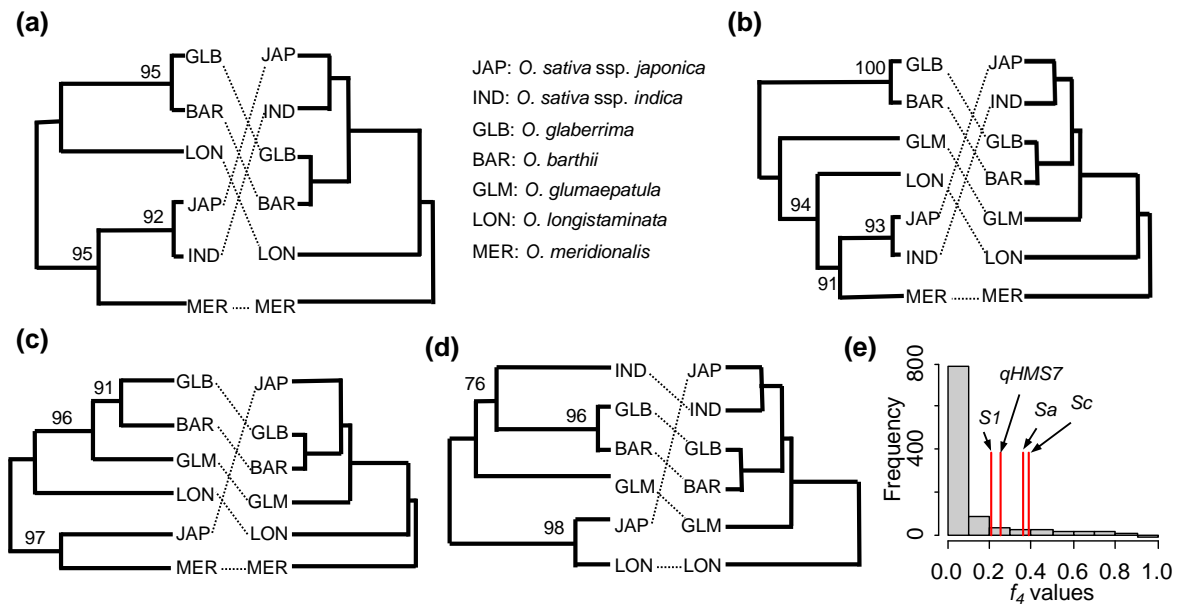 (a)
GLB
95
BAR
LON
JAP
92
95
IND
MER
JAP
IND
GLB
BAR
LON
MER
JAP: O. sativa ssp. japonica
IND: O. sativa ssp. indica
GLB: O. glaberrima
BAR: O. barthii
GLM: O. glumaepatula
LON: O. longistaminata
MER: O. meridionalis
(b)
100
GLB
BAR
GLM
LON
94
JAP
93
IND
91
MER
JAP
IND
GLB
BAR
GLM
LON
MER
(c)
91
GLB
96
BAR
GLM
LON
JAP
97
MER
JAP
GLB
BAR
GLM
LON
MER
(d)
IND
76
GLB
96
BAR
GLM
JAP
98
LON
JAP
IND
GLB
BAR
GLM
LON
(e)
Frequency
0 400 800
qHMS7
S1
Sa
Sc
0.0 0.2 0.4 0.6 0.8 1.0
f4 values